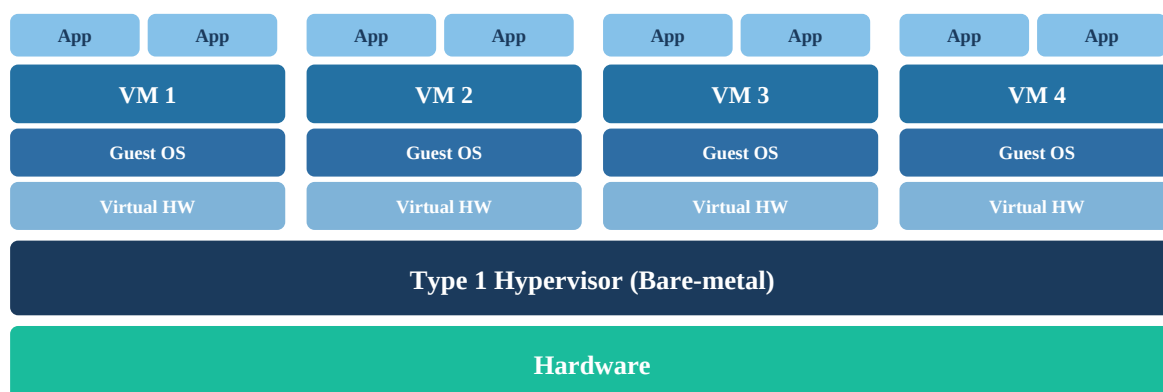 App App App App App App App App
VM 1 VM 2 VM 3 VM 4
Guest OS Guest OS Guest OS Guest OS
Virtual HW Virtual HW Virtual HW Virtual HW
Type 1 Hypervisor (Bare-metal)
Hardware